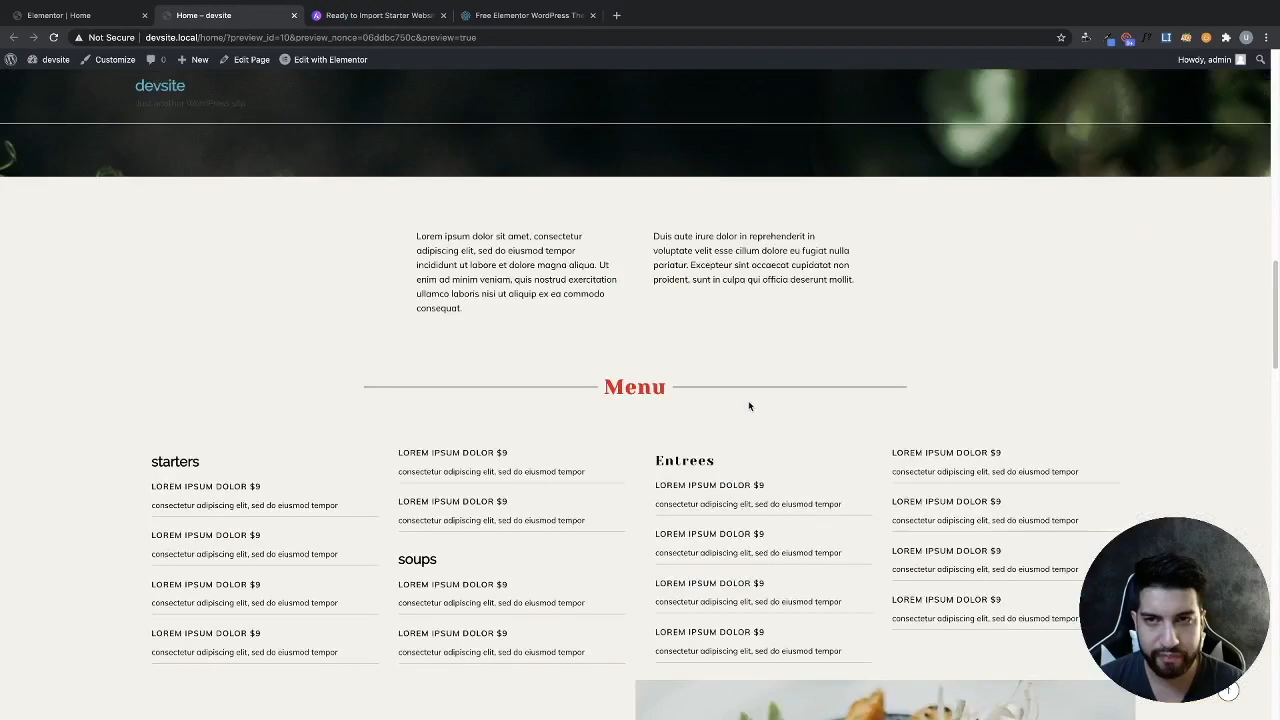 Elementor | Home
Home – devsite
Ready to Import Starter Websi
Free Elementor WordPress The
Not Secure
devsite.local/home/?preview_id=10&preview_nonce=06ddbc750c&preview=true
devsite
Customize
0
New
Edit Page
Edit with Elementor
Howdy, admin
devsite
Just another WordPress site
Lorem ipsum dolor sit amet, consectetur
adipiscing elit, sed do eiusmod tempor
incididunt ut labore et dolore magna aliqua. Ut
enim ad minim veniam, quis nostrud exercitation
ullamco laboris nisi ut aliquip ex ea commodo
consequat.
Duis aute irure dolor in reprehenderit in
voluptate velit esse cillum dolore eu fugiat nulla
pariatur. Excepteur sint occaecat cupidatat non
proident, sunt in culpa qui officia deserunt mollit.
Menu
starters
LOREM IPSUM DOLOR $9
consectetur adipiscing elit, sed do eiusmod tempor
LOREM IPSUM DOLOR $9
consectetur adipiscing elit, sed do eiusmod tempor
LOREM IPSUM DOLOR $9
consectetur adipiscing elit, sed do eiusmod tempor
LOREM IPSUM DOLOR $9
consectetur adipiscing elit, sed do eiusmod tempor
LOREM IPSUM DOLOR $9
consectetur adipiscing elit, sed do eiusmod tempor
LOREM IPSUM DOLOR $9
consectetur adipiscing elit, sed do eiusmod tempor
soups
LOREM IPSUM DOLOR $9
consectetur adipiscing elit, sed do eiusmod tempor
LOREM IPSUM DOLOR $9
consectetur adipiscing elit, sed do eiusmod tempor
Entrees
LOREM IPSUM DOLOR $9
consectetur adipiscing elit, sed do eiusmod tempor
LOREM IPSUM DOLOR $9
consectetur adipiscing elit, sed do eiusmod tempor
LOREM IPSUM DOLOR $9
consectetur adipiscing elit, sed do eiusmod tempor
LOREM IPSUM DOLOR $9
consectetur adipiscing elit, sed do eiusmod tempor
LOREM IPSUM DOLOR $9
consectetur adipiscing elit, sed do eiusmod tempor
LOREM IPSUM DOLOR $9
consectetur adipiscing elit, sed do eiusmod tempor
LOREM IPSUM DOLOR $9
consectetur adipiscing elit, sed do eiusmod tempor
LOREM IPSUM DOLOR $9
consectetur adipiscing elit, sed do eiusmod tempor